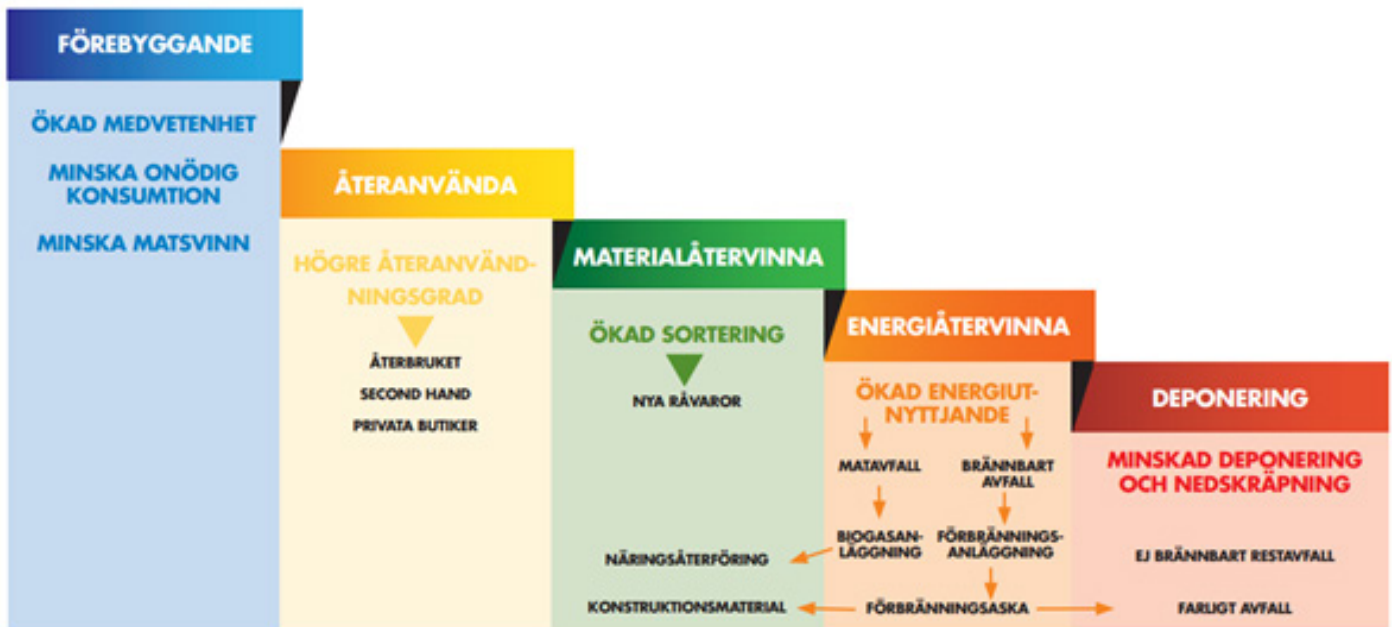 FÖREBYGGANDE
ÖKAD MEDVETENHET
MINSKA ONÖDIG
KONSUMTION
MINSKA MATSVINN
ÅTERANVÄNDA
HÖGRE ÅTERANVÄND-
NINGSGRAD
ÅTERBRUKET
SECOND HAND
PRIVATA BUTIKER
MATERIALÅTERVINNA
ÖKAD SORTERING
NYA RÅVAROR
NÄRINGSÅTERFÖRING
KONSTRUKTIONSMATERIAL
ENERGIÅTERVINNA
ÖKAD ENERGIUT-
NYTTJANDE
MATAVFALL
BIOGASAN-
LÄGGNING
BRÄNNBART
AVFALL
FÖRBRÄNNINGS-
ANLÄGGNING
FÖRBRÄNNINGSASKA
DEPONERING
MINSKAD DEPONERING
OCH NEDSKRÄPNING
EJ BRÄNNBART RESTAVFALL
FARLIGT AVFALL